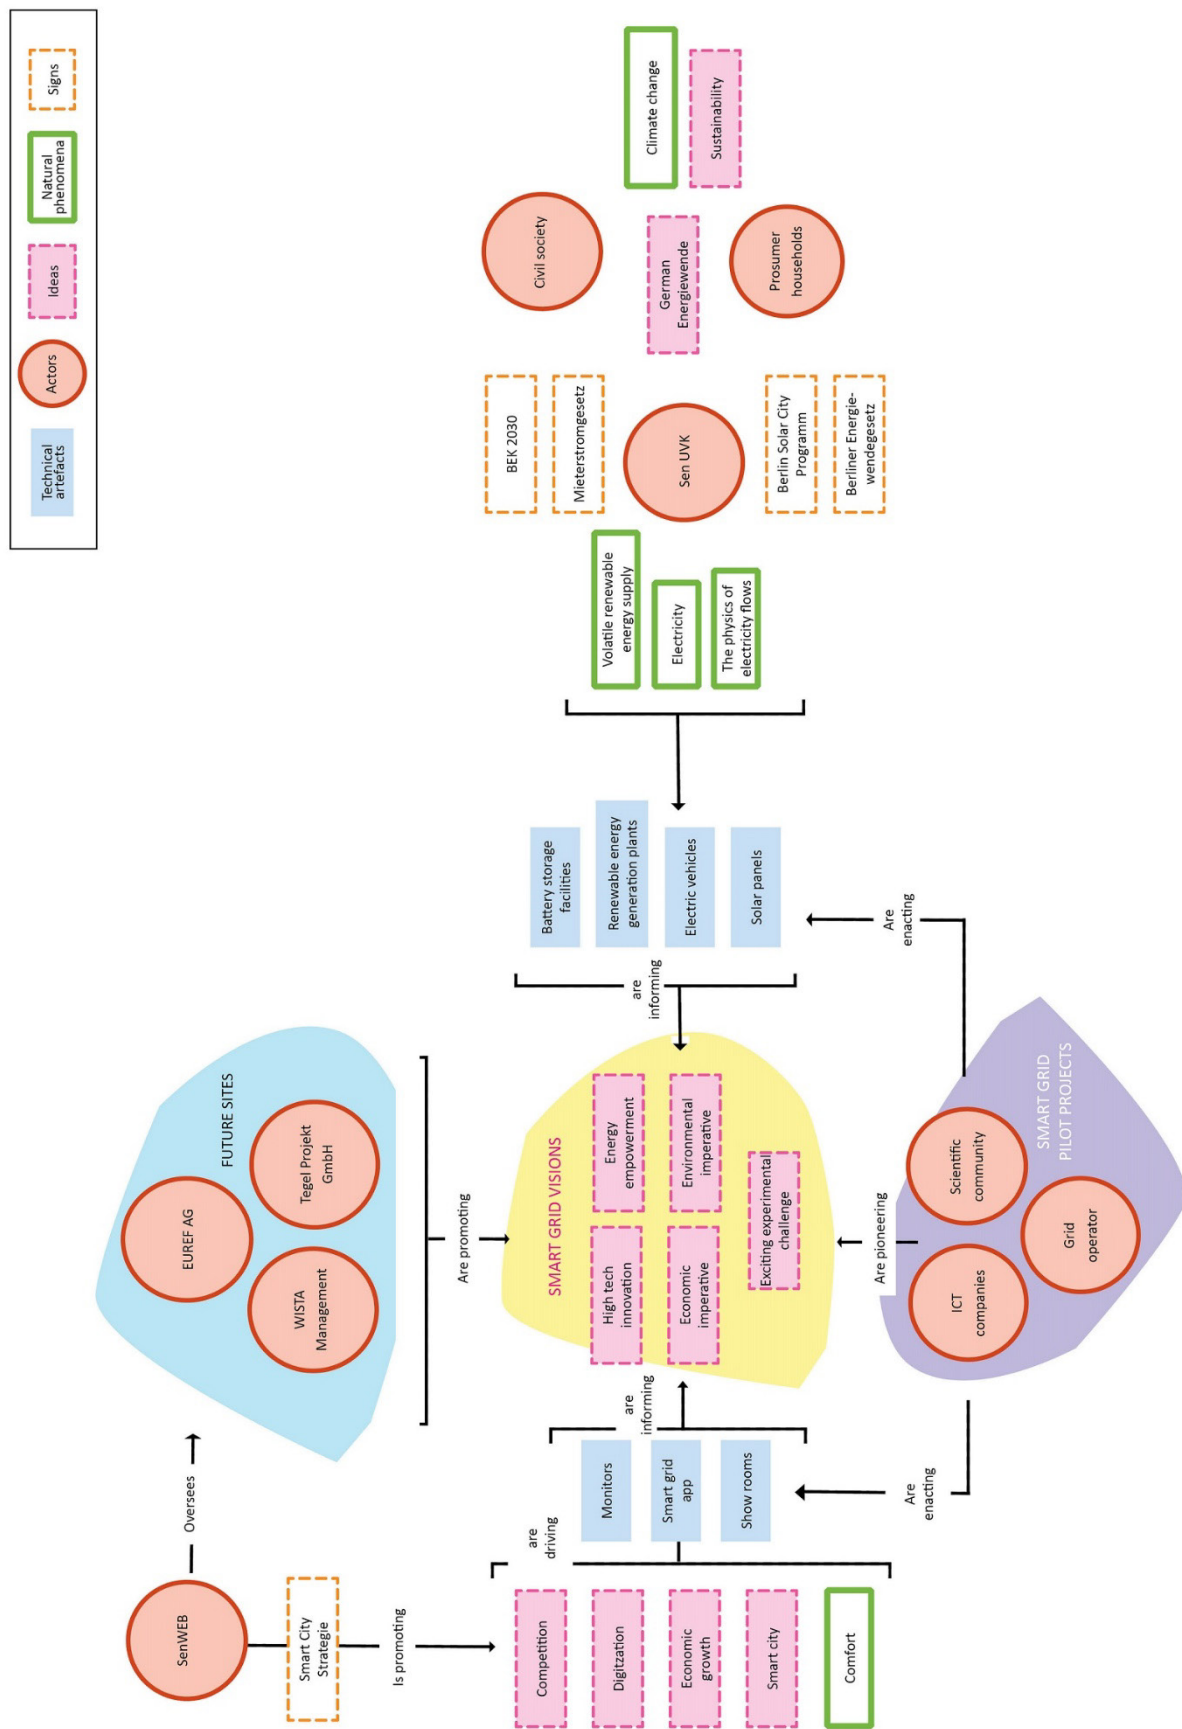 Technical
artefacts
Actors
Ideas
Natural
phenomena
Signs
SenWEB
Oversees
Smart City
Strategie
Is promoting
Competition
Digitzation
Economic
growth
Smart city
Comfort
are
driving
Monitors
Smart grid
app
Show rooms
are
informing
Are
enacting
FUTURE SITES
EUREF AG
WISTA
Management
Tegel Projekt
GmbH
Are promoting
SMART GRID VISIONS
High tech
innovation
Energy
empowerment
Economic
imperative
Environmental
imperative
Exciting experimental
challenge
Are pioneering
SMART GRID
PILOT PROJECTS
ICT
companies
Scientific
community
Grid
operator
are
informing
Are
enacting
Battery storage
facilities
Renewable energy
generation plants
Electric vehicles
Solar panels
Volatile renewable
energy supply
Electricity
The physics of
electricity flows
BEK 2030
Mieterstromgesetz
Sen UVK
Berlin Solar City
Programm
Berliner Energie-
wendegesetz
Civil society
German
Energiewende
Prosumer
households
Climate change
Sustainability